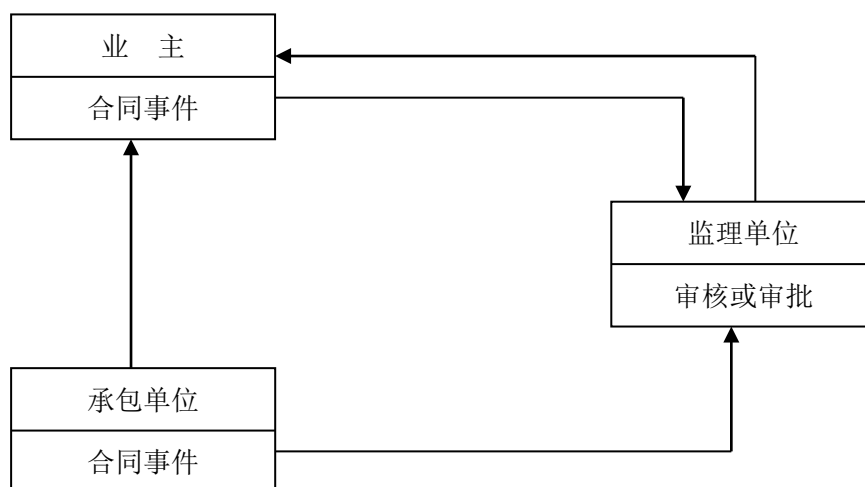 业　主
合同事件
监理单位
审核或审批
承包单位
合同事件